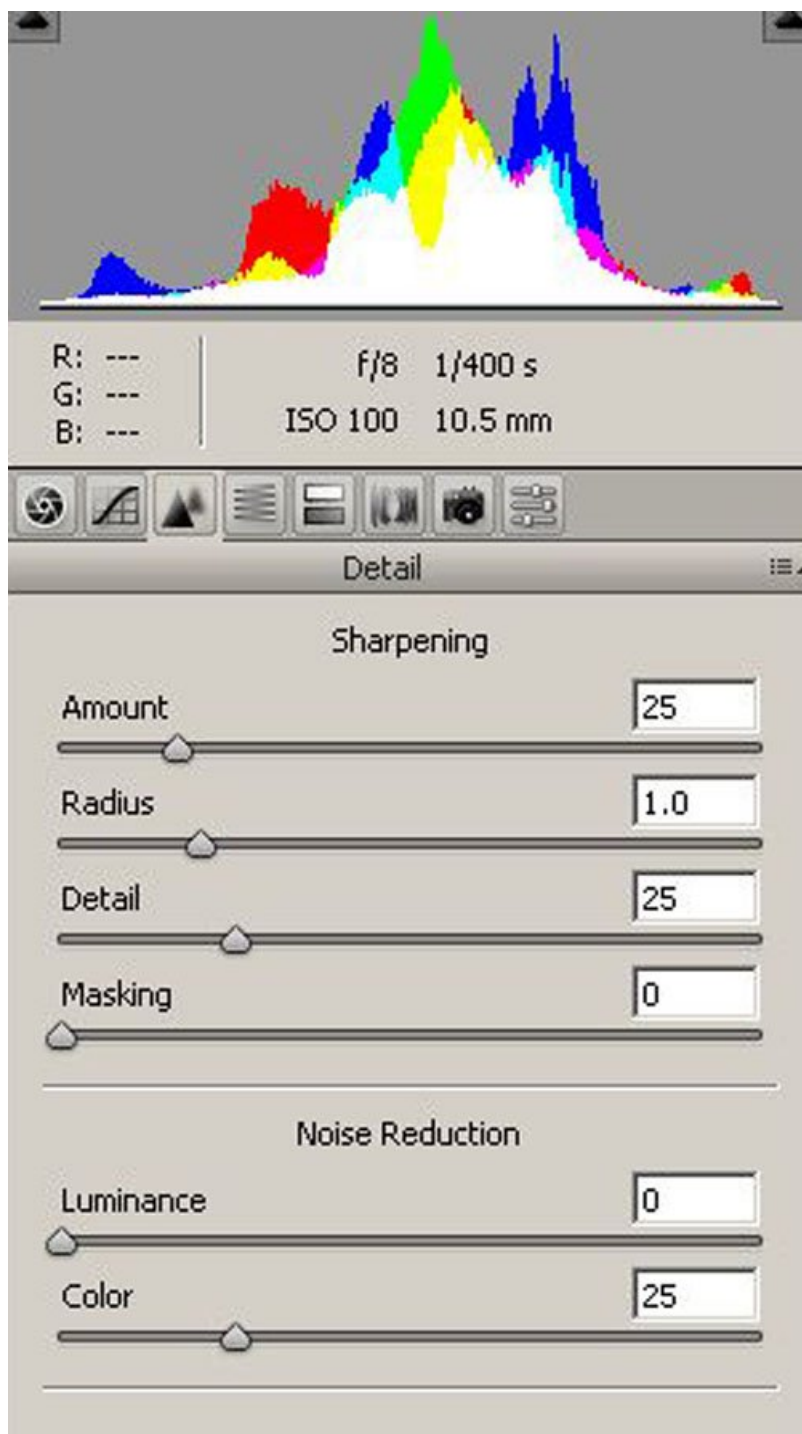 R: ---
G: ---
B: ---
f/8 1/400 s
ISO 100 10.5 mm
Detail
Sharpening
Amount 25
Radius 1.0
Detail 25
Masking 0
Noise Reduction
Luminance 0
Color 25